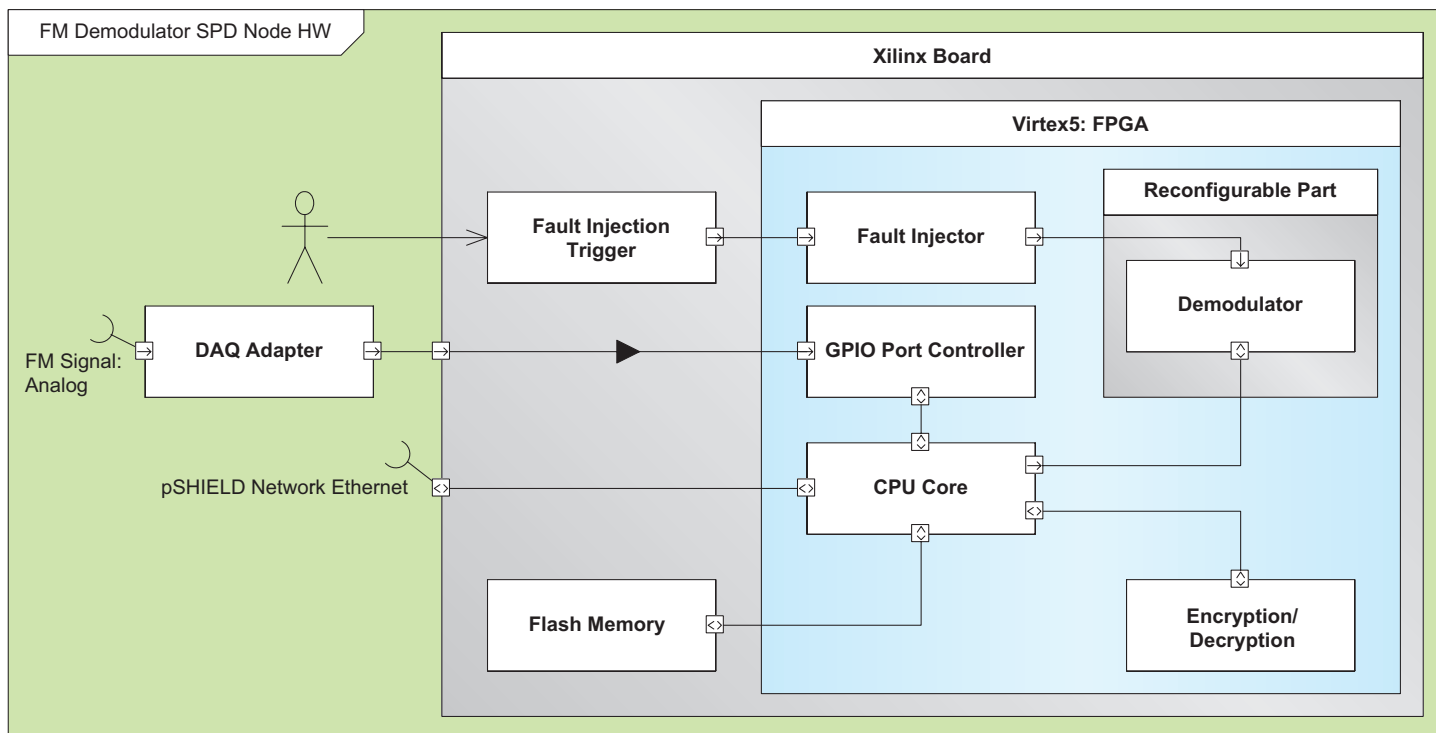 FM Demodulator SPD Node HW
Xilinx Board
Virtex5: FPGA
Reconfigurable Part
Fault Injection
Trigger
Fault Injector
Demodulator
DAQ Adapter
GPIO Port Controller
FM Signal:
Analog
pSHIELD Network Ethernet
CPU Core
Flash Memory
Encryption/
Decryption